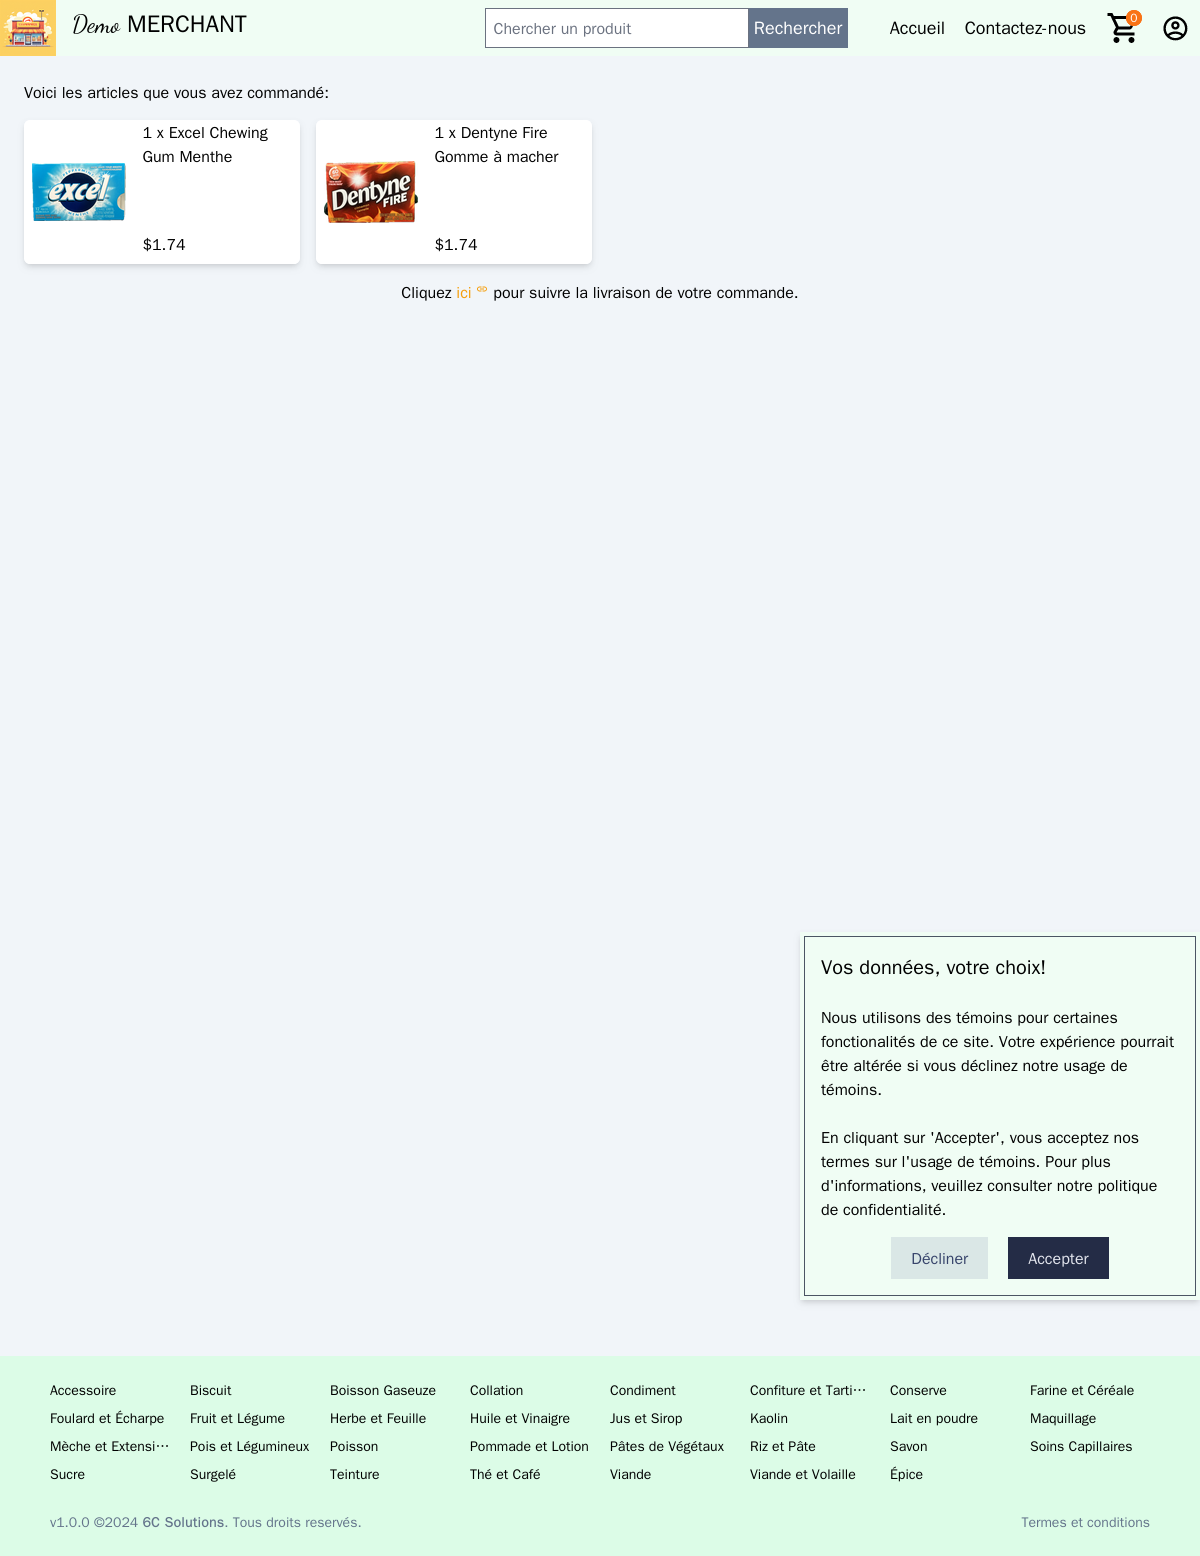 Demo MERCHANT
Chercher un produit
Rechercher
Accueil
Contactez-nous
0
Voici les articles que vous avez commandé:
excel
1 x Excel Chewing
Gum Menthe
$1.74
Dentyne
FIRE
1 x Dentyne Fire
Gomme à macher
$1.74
Cliquez ici pour suivre la livraison de votre commande.
Vos données, votre choix!
Nous utilisons des témoins pour certaines
fonctionalités de ce site. Votre expérience pourrait
être altérée si vous déclinez notre usage de
témoins.
En cliquant sur 'Accepter', vous acceptez nos
termes sur l'usage de témoins. Pour plus
d'informations, veuillez consulter notre politique
de confidentialité.
Décliner
Accepter
Accessoire
Biscuit
Boisson Gaseuze
Collation
Condiment
Confiture et Tarti…
Conserve
Farine et Céréale
Foulard et Écharpe
Fruit et Légume
Herbe et Feuille
Huile et Vinaigre
Jus et Sirop
Kaolin
Lait en poudre
Maquillage
Mèche et Extensi…
Pois et Légumineux
Poisson
Pommade et Lotion
Pâtes de Végétaux
Riz et Pâte
Savon
Soins Capillaires
Sucre
Surgelé
Teinture
Thé et Café
Viande
Viande et Volaille
Épice
v1.0.0 ©2024 6C Solutions. Tous droits reservés.
Termes et conditions